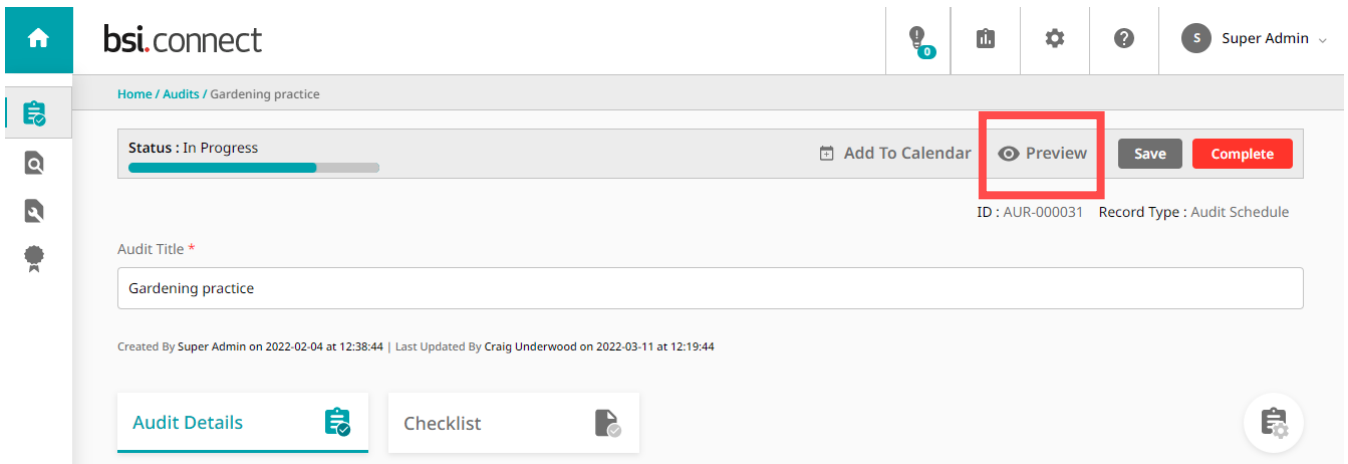 bsi.connect
0
S
Super Admin
Home / Audits / Gardening practice
Status : In Progress
Add To Calendar
Preview
Save
Complete
ID : AUR-000031 Record Type : Audit Schedule
Audit Title *
Gardening practice
Created By Super Admin on 2022-02-04 at 12:38:44 | Last Updated By Craig Underwood on 2022-03-11 at 12:19:44
Audit Details
Checklist